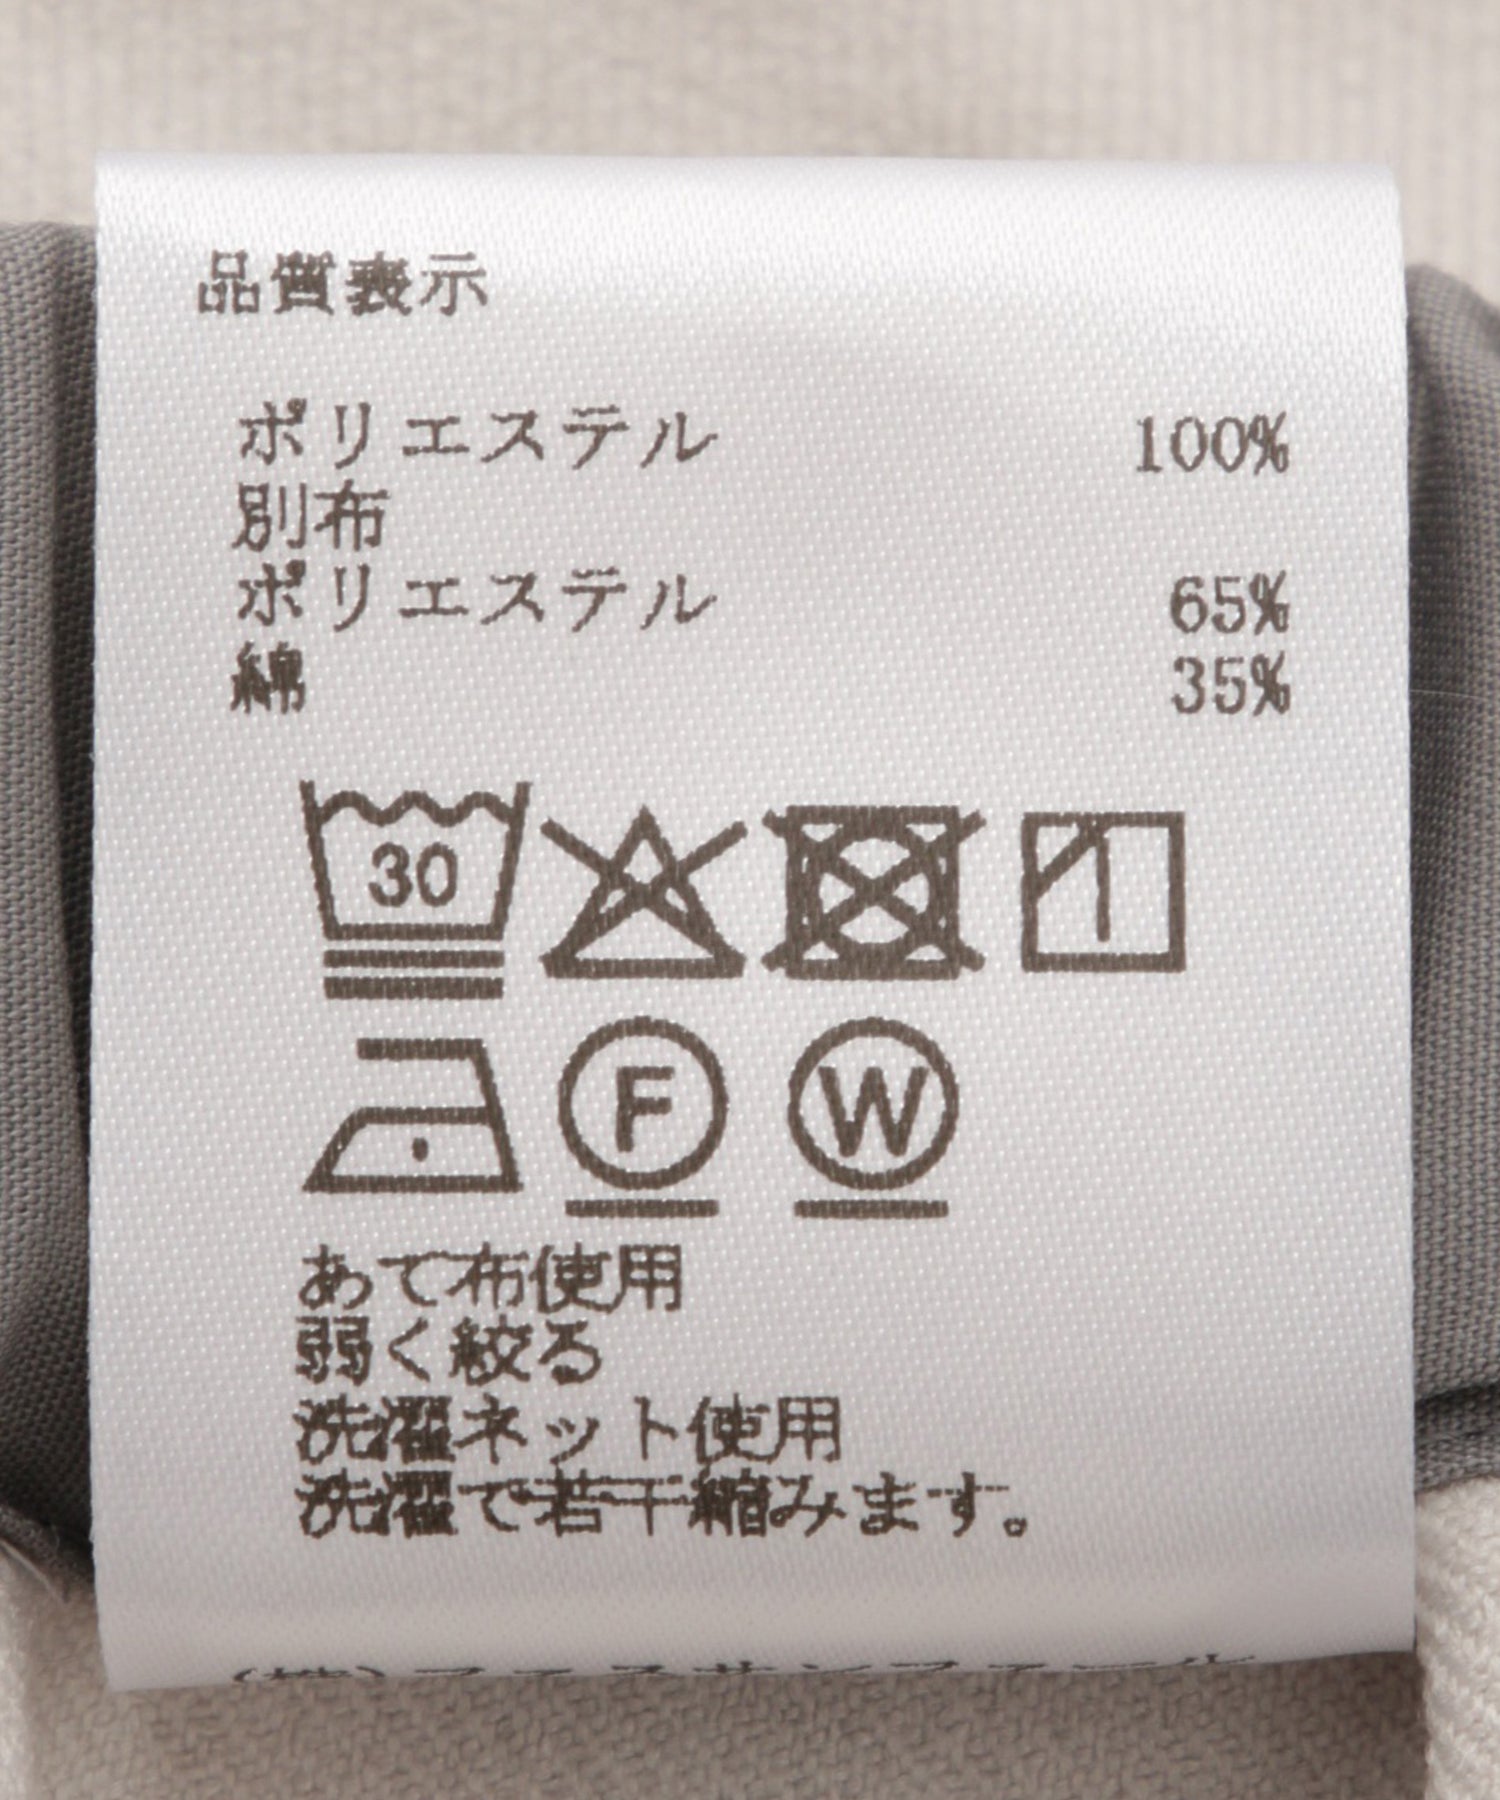 品質表示
ポリエステル 100%
別布
ポリエステル 65%
綿 35%
30
F W
あて布使用
弱く絞る
洗濯ネット使用
洗濯で若干縮みます。